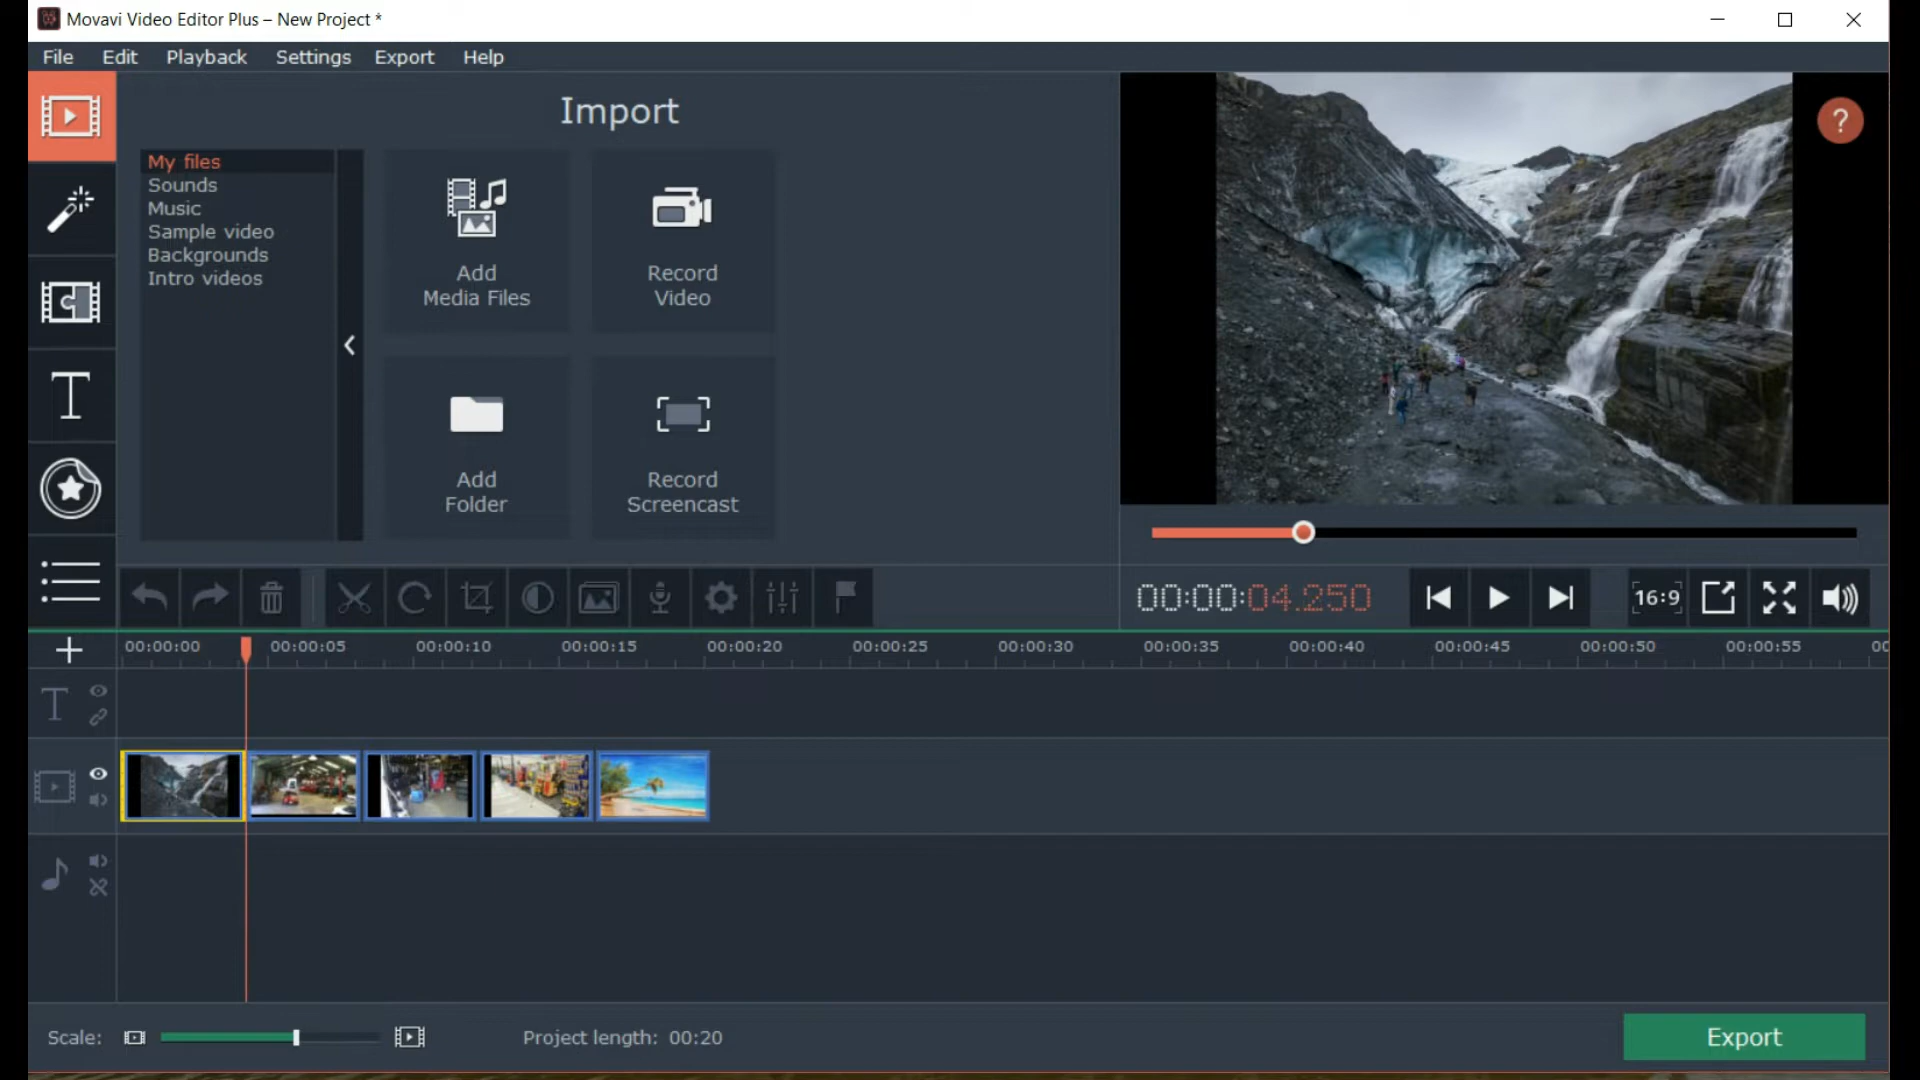 Movavi Video Editor Plus – New Project *
File Edit Playback Settings Export Help
Import
My files
Sounds
Music
Sample video
Backgrounds
Intro videos
Add
Media Files
Record
Video
Add
Folder
Record
Screencast
?
00:00:04.250
16:9
00:00:00 00:00:05 00:00:10 00:00:15 00:00:20 00:00:25 00:00:30 00:00:35 00:00:40 00:00:45 00:00:50 00:00:55 00
T
Scale:
Project length: 00:20
Export